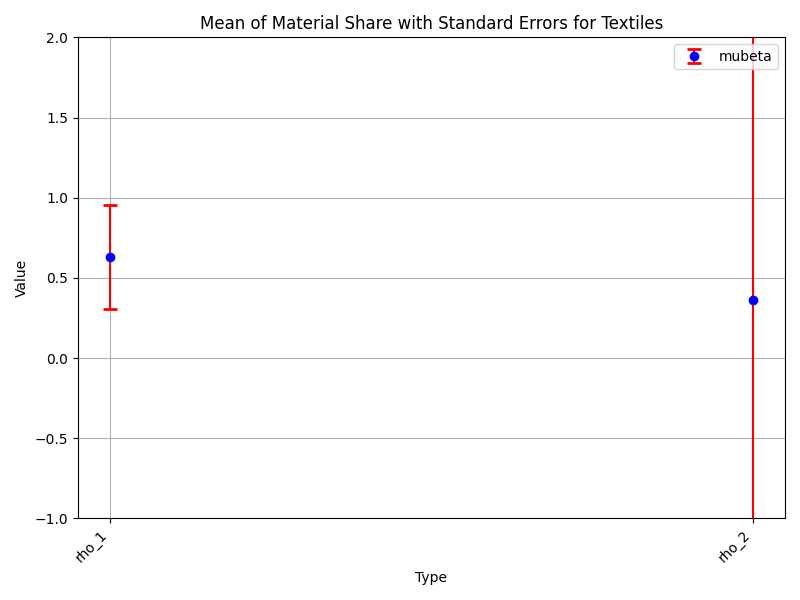 Mean of Material Share with Standard Errors for Textiles
2.0
1.5
1.0
0.5
0.0
−0.5
−1.0
Value
mubeta
rho_1
rho_2
Type